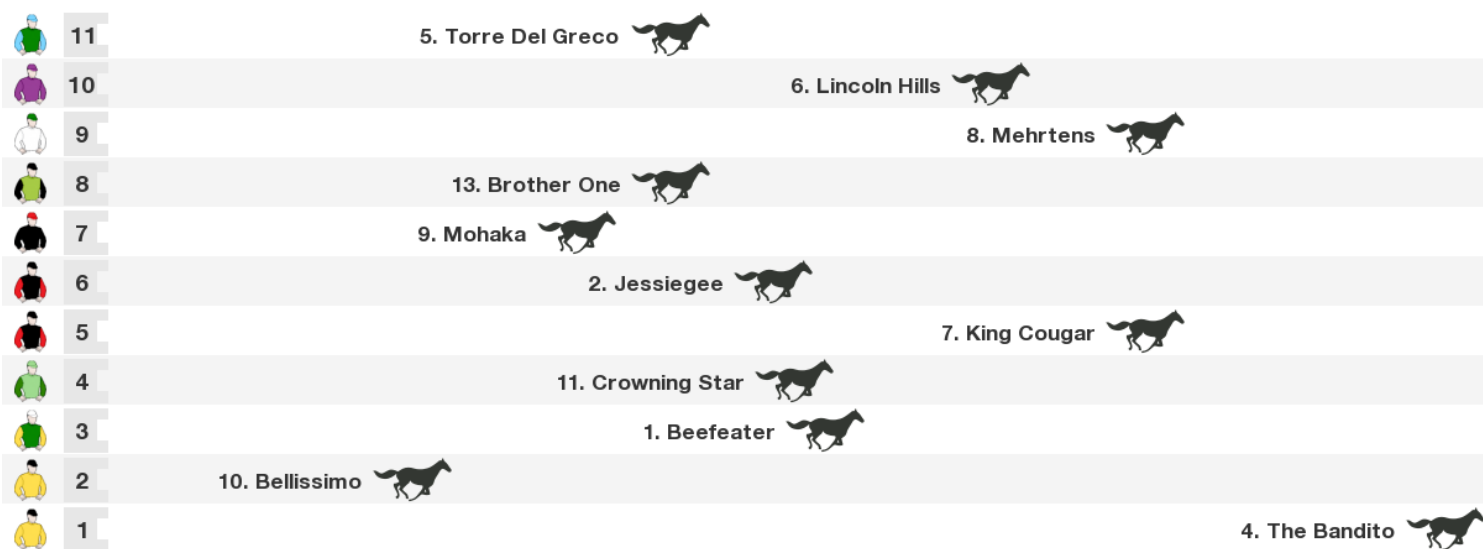 11 5. Torre Del Greco
10 6. Lincoln Hills
9 8. Mehrtens
8 13. Brother One
7 9. Mohaka
6 2. Jessiegee
5 7. King Cougar
4 11. Crowning Star
3 1. Beefeater
2 10. Bellissimo
1 4. The Bandito